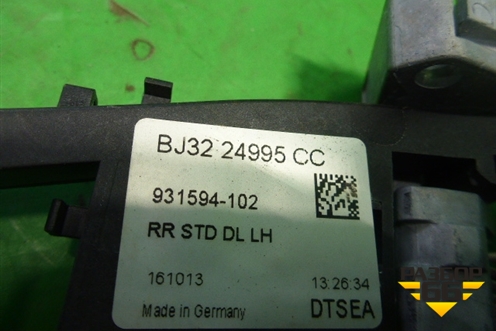 BJ32 24995 CC
931594-102
RR STD DL LH
161013 13:26:34
Made in Germany DTSEA